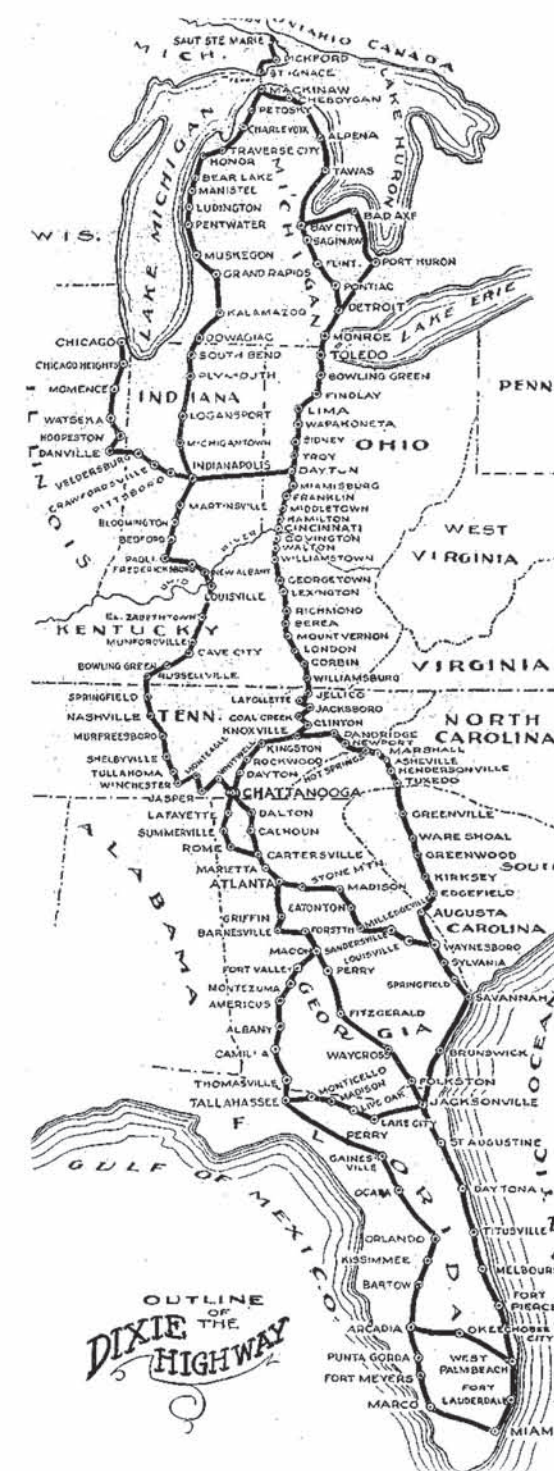 ONTARIO CANADA
SAUT STE MARIE
MICH.
PICKFORD
ST IGNACE
MACKINAW
HEBOYGAN
PETOSKY
LAKE HURON
CHARLEVOIX
ALPENA
TRAVERSE CITY
HONOR
LAKE MICHIGAN
MICHIGAN
TAWAS
BEAR LAKE
MANISTEE
LUDINGTON
BAD AXE
WIS.
PENTWATER
BAY CITY
SAGINAW
MUSKEGON
FLINT.
PORT HURON
GRAND RAPIDS
PONTIAC
KALAMAZOO
DETROIT
LAKE ERIE
CHICAGO
DOWAGIAC
MONROE
SOUTH BEND
TOLEDO
CHICAGO HEIGHTS
PLYMOUTH
BOWLING GREEN
PENN
MOMENCE
INDIANA
FINDLAY
ILLINOIS
LIMA
WATSEKA
LOGANSPORT
WAPAKONETA
HOOPESTON
MICHIGANTOWN
SIDNEY
OHIO
DANVILLE
TROY
VEEDERSBURG
INDIANAPOLIS
DAYTON
CRAWFORDSVILLE
PITTSBORO
MIAMISBURG
FRANKLIN
MARTINSVILLE
MIDDLETOWN
HAMILTON
BLOOMINGTON
CINCINNATI
WEST
VIRGINIA
BEDFORD
RIVER
COVINGTON
WALTON
PAOLI
WILLIAMSTOWN
FREDERICKSBURG
NEW ALBANY
OHIO
GEORGETOWN
LOUISVILLE
LEXINGTON
ELIZABETHTOWN
RICHMOND
KENTUCKY
BEREA
MUNFORDVILLE
MOUNT VERNON
CAVE CITY
LONDON
BOWLING GREEN
CORBIN
VIRGINIA
RUSSELLVILLE
WILLIAMSBURG
SPRINGFIELD
JELLICO
LAFOLLETTE
JACKSBORO
NORTH
CAROLINA
NASHVILLE
TENN.
COAL CREEK
CLINTON
MURFREESBORO
KNOXVILLE
DANDRIDGE
KINGSTON
NEWPORT
MARSHALL
SHELBYVILLE
MONTEAGLE
WHITWELL
ROCKWOOD
HOT SPRINGS
ASHEVILLE
TULLAHOMA
DAYTON
HENDERSONVILLE
WINCHESTER
TUXEDO
JASPER
CHATTANOOGA
LAFAYETTE
DALTON
GREENVILLE
SUMMERVILLE
CALHOUN
WARE SHOAL
ROME
CARTERSVILLE
GREENWOOD
MARIETTA
SOUTH
CAROLINA
KIRKSEY
ATLANTA
STONE MTN
MADISON
EDGEFIELD
EATONTON
AUGUSTA
ALABAMA
GRIFFIN
MILLEDGEVILLE
BARNESVILLE
FORSYTH
SANDERSVILLE
WAYNESBORO
MACON
LOUISVILLE
SYLVANIA
FORT VALLEY
PERRY
SPRINGFIELD
MONTEZUMA
SAVANNAH
AMERICUS
GEORGIA
FITZGERALD
ALBANY
CAMILLA
WAYCROSS
BRUNSWICK
THOMASVILLE
MONTICELLO
FOLKSTON
TALLAHASSEE
MADISON
LIVE OAK
JACKSONVILLE
LAKE CITY
PERRY
FLORIDA
ST AUGUSTINE
GAINES-
VILLE
GULF OF MEXICO
OCALA
DAYTONA
ORLANDO
TITUSVILLE
KISSIMMEE
MELBOUR
BARTOW
FORT
PIERCE
OUTLINE
OF THE
DIXIE HIGHWAY
ARCADIA
OKEECHOBEE
CITY
PUNTA GORDA
WEST
PALM BEACH
FORT MEYERS
FORT
LAUDERDALE
MARCO
MIAM